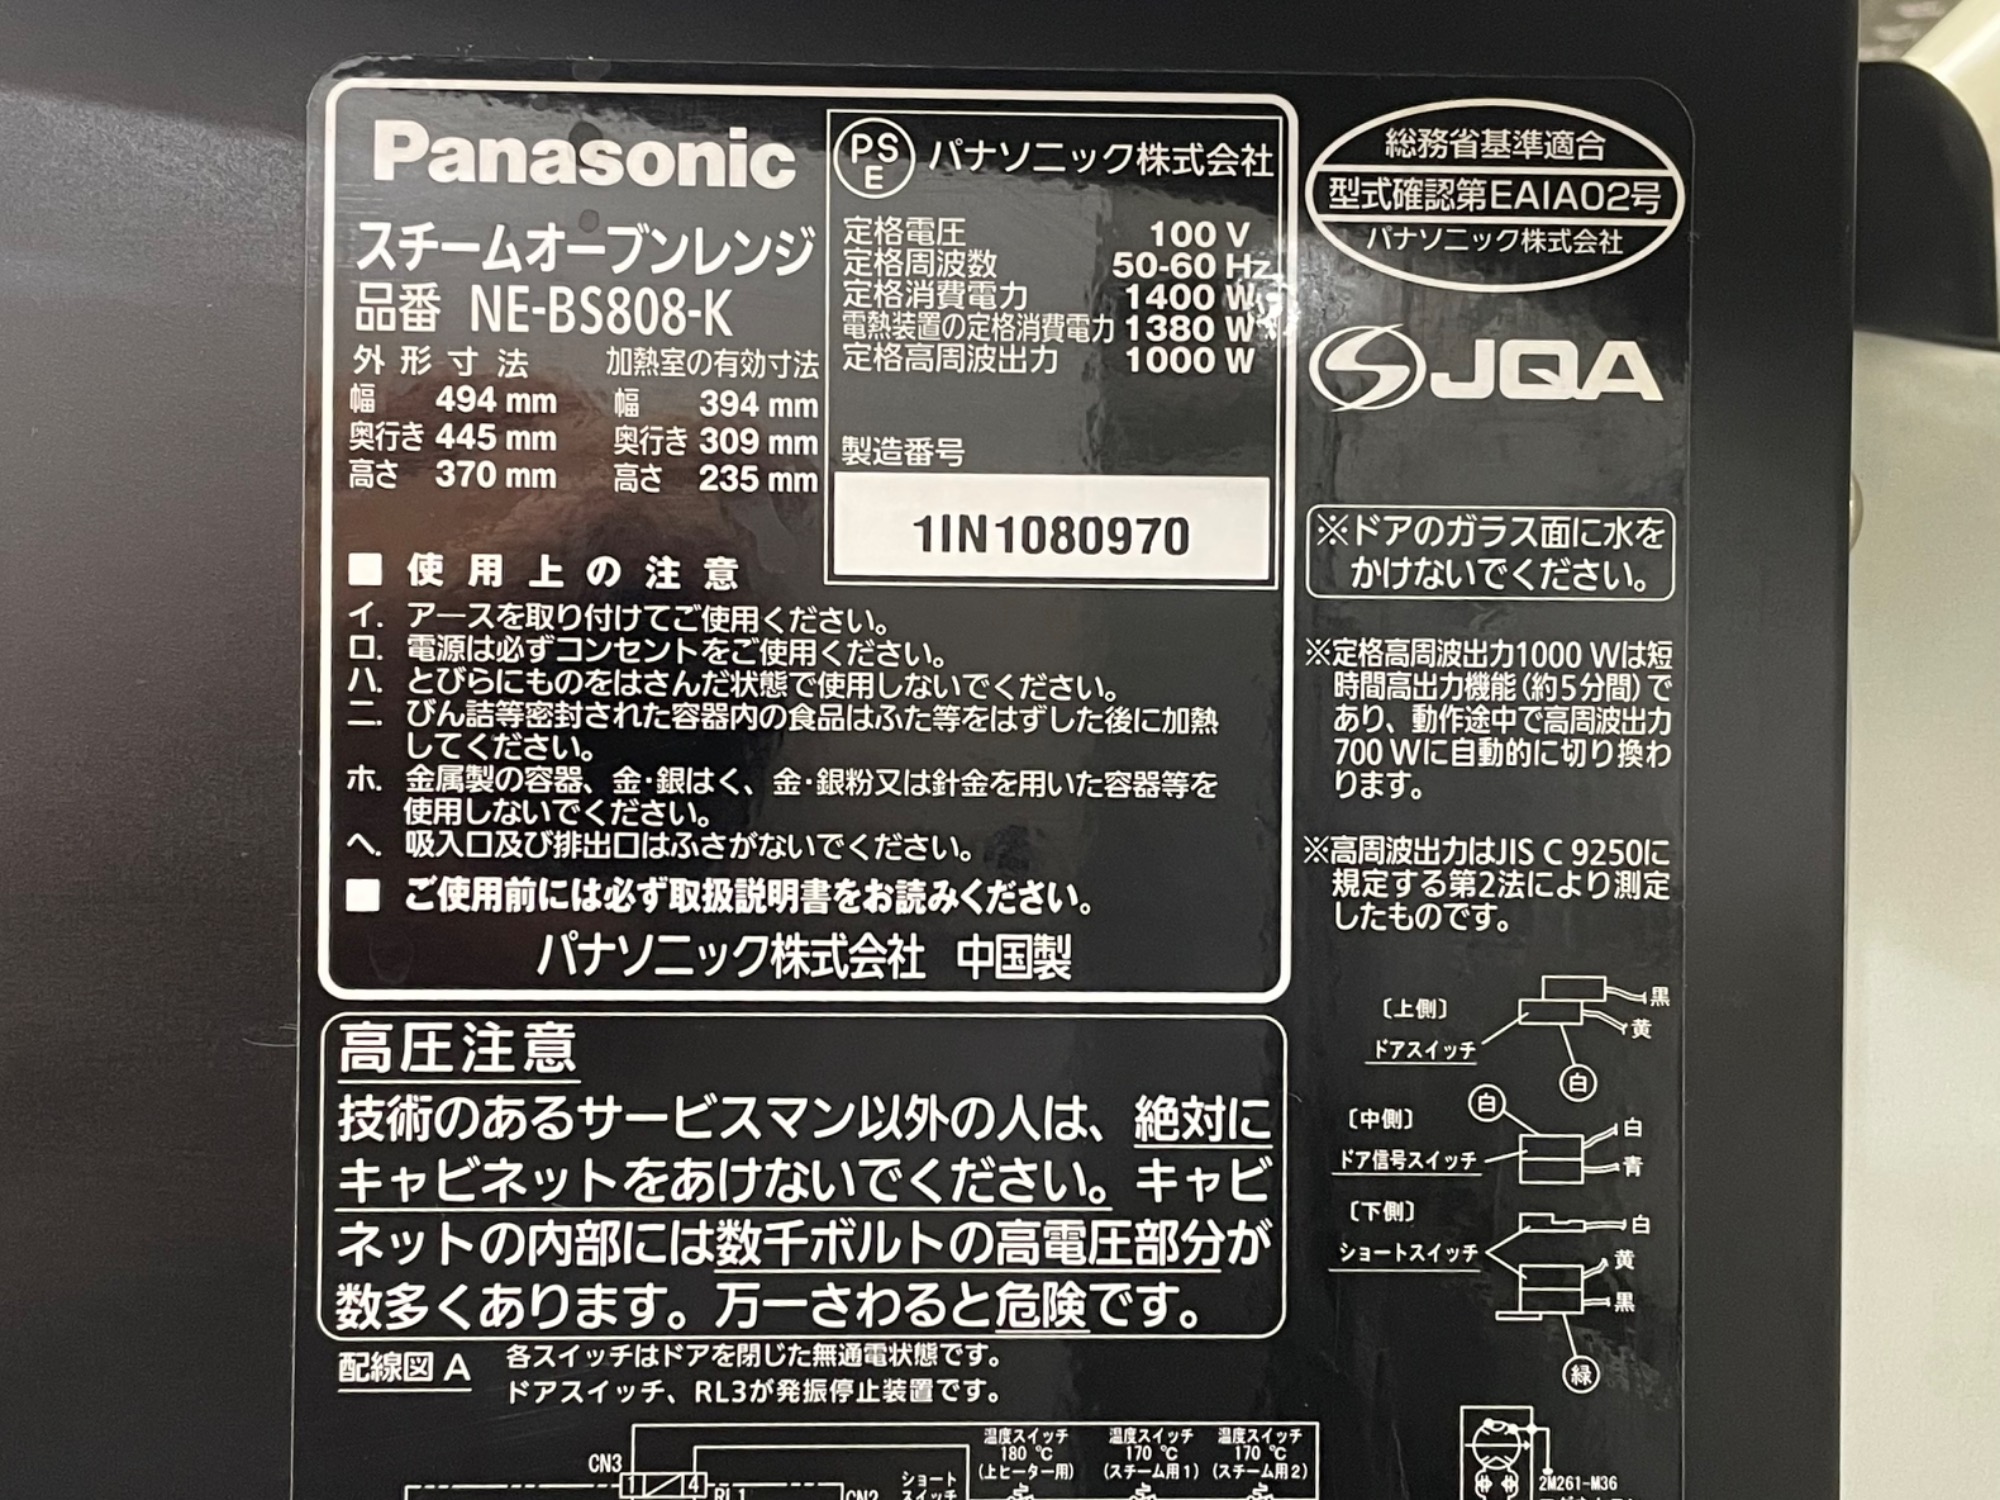 Panasonic
スチームオーブンレンジ
品番 NE-BS808-K
外形寸法 加熱室の有効寸法
幅 494 mm 幅 394 mm
奥行き 445 mm 奥行き 309 mm
高さ 370 mm 高さ 235 mm
PSE パナソニック株式会社
定格電圧 100 V
定格周波数 50-60 Hz
定格消費電力 1400 W
電熱装置の定格消費電力 1380 W
定格高周波出力 1000 W
製造番号
1IN1080970
■ 使用上の注意
イ. アースを取り付けてご使用ください。
ロ. 電源は必ずコンセントをご使用ください。
ハ. とびらにものをはさんだ状態で使用しないでください。
ニ. びん詰等密封された容器内の食品はふた等をはずした後に加熱
してください。
ホ. 金属製の容器、金・銀はく、金・銀粉又は針金を用いた容器等を
使用しないでください。
ヘ. 吸入口及び排出口はふさがないでください。
■ ご使用前には必ず取扱説明書をお読みください。
パナソニック株式会社 中国製
総務省基準適合
型式確認第EAIA02号
パナソニック株式会社
JQA
※ドアのガラス面に水を
かけないでください。
※定格高周波出力1000 Wは短
時間高出力機能(約5分間)で
あり、動作途中で高周波出力
700 Wに自動的に切り換わ
ります。
※高周波出力はJIS C 9250に
規定する第2法により測定
したものです。
高圧注意
技術のあるサービスマン以外の人は、絶対に
キャビネットをあけないでください。キャビ
ネットの内部には数千ボルトの高電圧部分が
数多くあります。万一さわると危険です。
〔上側〕
ドアスイッチ
黒
黄
白
〔中側〕
ドア信号スイッチ
白
白
青
〔下側〕
ショートスイッチ
白
黄
黒
緑
配線図 A
各スイッチはドアを閉じた無通電状態です。
ドアスイッチ、RL3が発振停止装置です。
温度スイッチ 温度スイッチ 温度スイッチ
180 ℃ 170 ℃ 170 ℃
(上ヒーター用) (スチーム用1) (スチーム用2)
CN3
1 4
RL1
CN2
ショート
スイッチ
2M261-M36